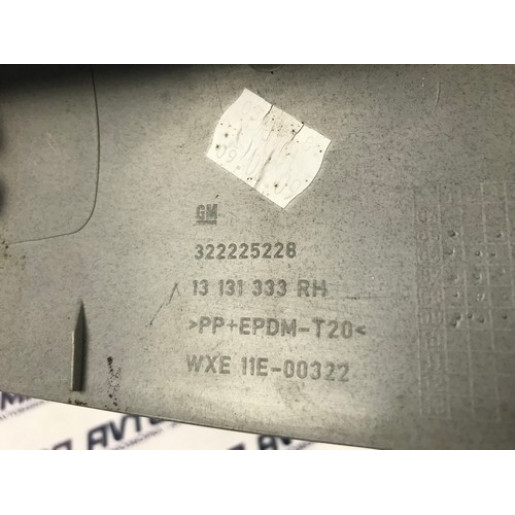 GM
322225228
13 131 333 RH
>PP+EPDM-T20<
WXE 11E-00322